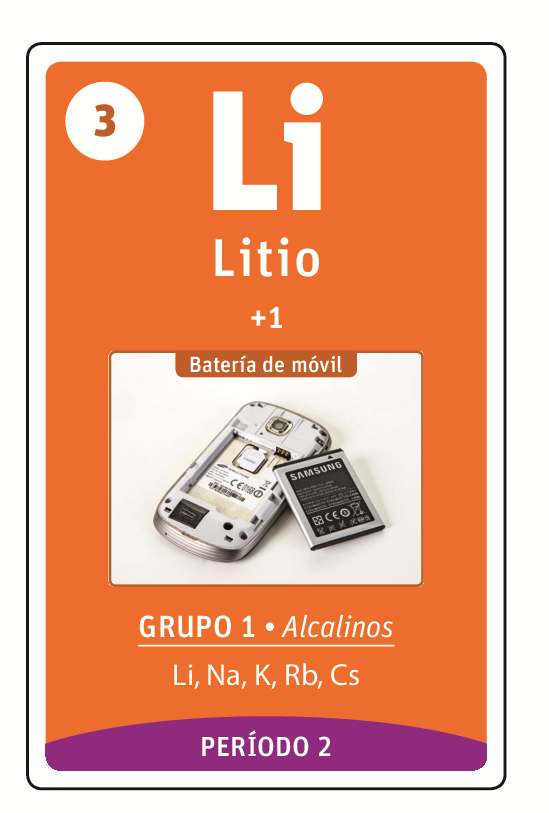 3
Li
Litio
+1
Batería de móvil
SAMSUNG
GRUPO 1 • Alcalinos
Li, Na, K, Rb, Cs
PERÍODO 2